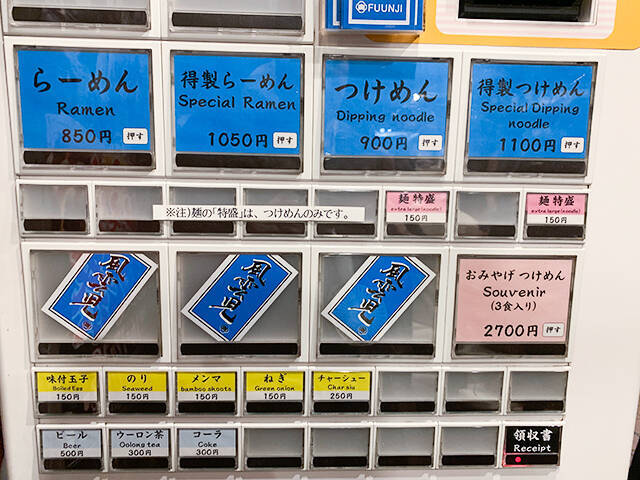 FUUNJI
らーめん
Ramen
850円 押す
得製らーめん
Special Ramen
1050円 押す
つけめん
Dipping noodle
900円 押す
得製つけめん
Special Dipping
noodle
1100円 押す
※注)麺の「特盛」は、つけめんのみです。
麺 特盛
extra large(noodle)
150円
麺 特盛
extra large(noodle)
150円
風雲児
風雲児
風雲児
おみやげ つけめん
Souvenir
(3食入り)
2700円 押す
味付玉子
Boiled Egg
150円
のり
Seaweed
150円
メンマ
bamboo shoots
150円
ねぎ
Green onion
150円
チャーシュー
Char siu
250円
ビール
Beer
500円
ウーロン茶
Oolong tea
300円
コーラ
Coke
300円
領収書
Receipt